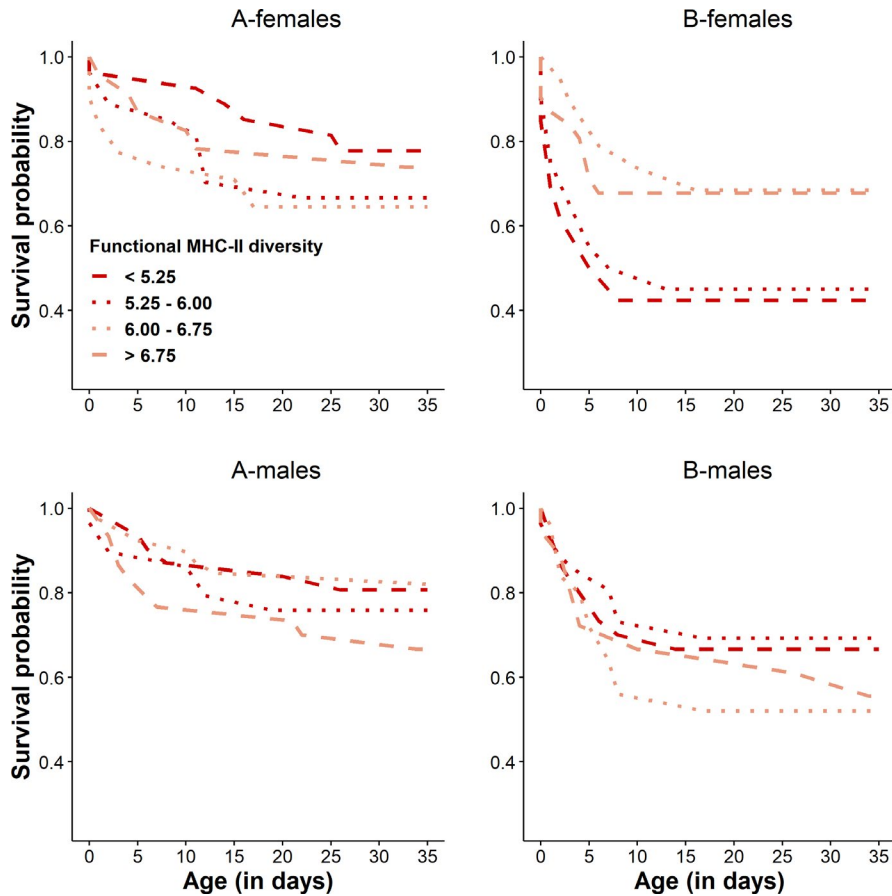 A-females
B-females
Survival probability
1.0
0.8
0.6
0.4
Functional MHC-II diversity
< 5.25
5.25 - 6.00
6.00 - 6.75
> 6.75
0 5 10 15 20 25 30 35
1.0
0.8
0.6
0.4
0 5 10 15 20 25 30 35
A-males
B-males
Survival probability
1.0
0.8
0.6
0.4
0 5 10 15 20 25 30 35
Age (in days)
1.0
0.8
0.6
0.4
0 5 10 15 20 25 30 35
Age (in days)